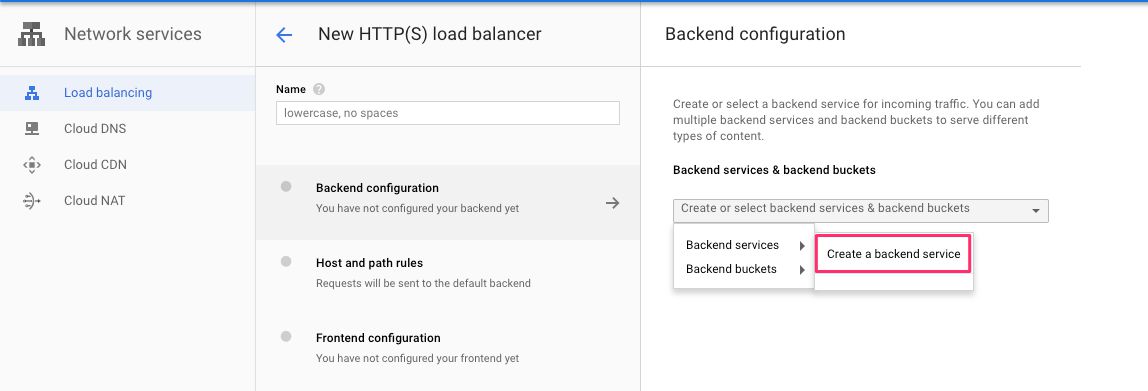 Network services
Load balancing
Cloud DNS
Cloud CDN
Cloud NAT
New HTTP(S) load balancer
Name ?
lowercase, no spaces
Backend configuration
You have not configured your backend yet
Host and path rules
Requests will be sent to the default backend
Frontend configuration
You have not configured your frontend yet
Backend configuration
Create or select a backend service for incoming traffic. You can add
multiple backend services and backend buckets to serve different
types of content.
Backend services & backend buckets
Create or select backend services & backend buckets
Backend services
Backend buckets
Create a backend service